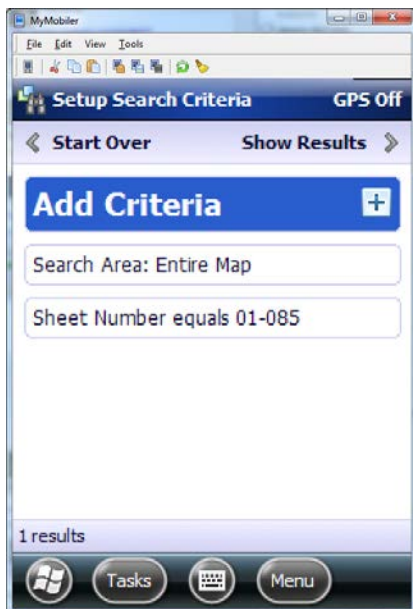 MyMobiler
File Edit View Tools
Setup Search Criteria GPS Off
Start Over Show Results
Add Criteria
Search Area: Entire Map
Sheet Number equals 01-085
1 results
Tasks Menu